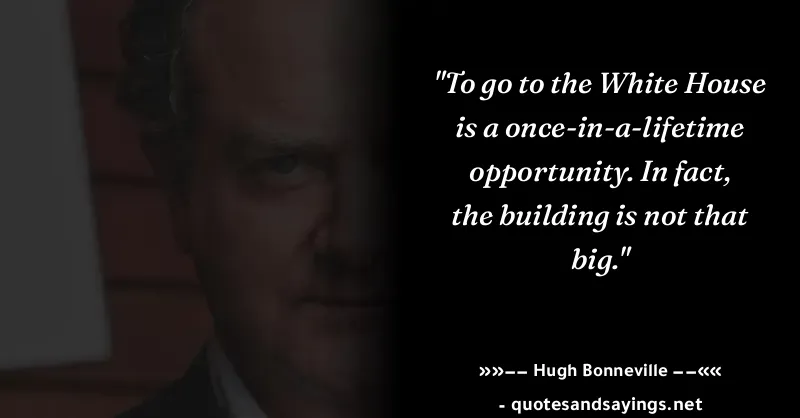 "To go to the White House
is a once-in-a-lifetime
opportunity. In fact,
the building is not that
big."
»»−− Hugh Bonneville −−««
- quotesandsayings.net